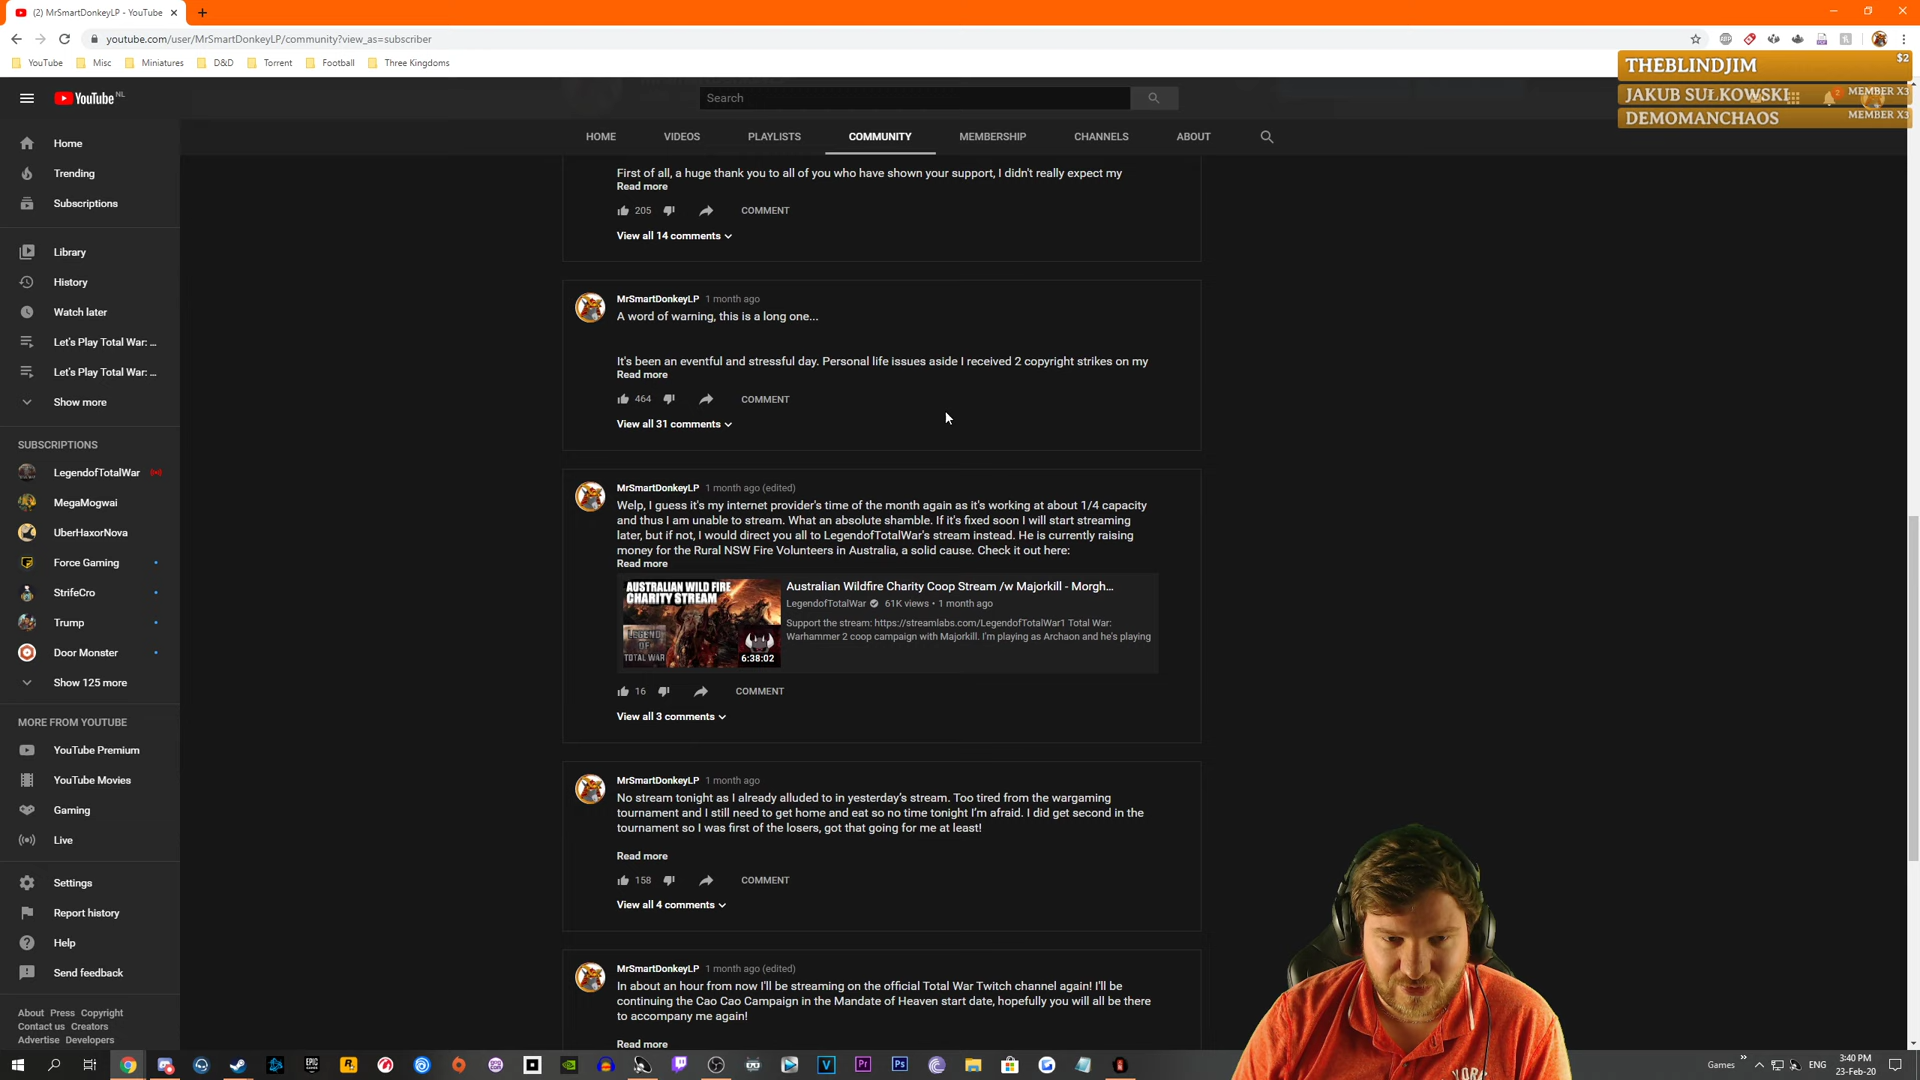 (2) MrSmartDonkeyLP - YouTube
youtube.com/user/MrSmartDonkeyLP/community?view_as=subscriber
YouTube
Misc
Miniatures
D&D
Torrent
Football
Three Kingdoms
THEBLINDJIM $2
JAKUB SUŁKOWSKI MEMBER X3
DEMOMANCHAOS MEMBER X3
YouTube NL
Search
2
HOME
VIDEOS
PLAYLISTS
COMMUNITY
MEMBERSHIP
CHANNELS
ABOUT
Home
Trending
Subscriptions
Library
History
Watch later
Let's Play Total War: ...
Let's Play Total War: ...
Show more
SUBSCRIPTIONS
LegendofTotalWar
MegaMogwai
UberHaxorNova
Force Gaming
StrifeCro
Trump
Door Monster
Show 125 more
MORE FROM YOUTUBE
YouTube Premium
YouTube Movies
Gaming
Live
Settings
Report history
Help
Send feedback
About Press Copyright
Contact us Creators
Advertise Developers
First of all, a huge thank you to all of you who have shown your support, I didn't really expect my
Read more
205 COMMENT
View all 14 comments
MrSmartDonkeyLP 1 month ago
A word of warning, this is a long one...
It's been an eventful and stressful day. Personal life issues aside I received 2 copyright strikes on my
Read more
464 COMMENT
View all 31 comments
MrSmartDonkeyLP 1 month ago (edited)
Welp, I guess it's my internet provider's time of the month again as it's working at about 1/4 capacity
and thus I am unable to stream. What an absolute shamble. If it's fixed soon I will start streaming
later, but if not, I would direct you all to LegendofTotalWar's stream instead. He is currently raising
money for the Rural NSW Fire Volunteers in Australia, a solid cause. Check it out here:
Read more
AUSTRALIAN WILD FIRE
CHARITY STREAM
LEGEND
OF
TOTAL WAR
6:38:02
Australian Wildfire Charity Coop Stream /w Majorkill - Morgh...
LegendofTotalWar 61K views • 1 month ago
Support the stream: https://streamlabs.com/LegendofTotalWar1 Total War:
Warhammer 2 coop campaign with Majorkill. I'm playing as Archaon and he's playing
16 COMMENT
View all 3 comments
MrSmartDonkeyLP 1 month ago
No stream tonight as I already alluded to in yesterday's stream. Too tired from the wargaming
tournament and I still need to get home and eat so no time tonight I'm afraid. I did get second in the
tournament so I was first of the losers, got that going for me at least!
Read more
158 COMMENT
View all 4 comments
MrSmartDonkeyLP 1 month ago (edited)
In about an hour from now I'll be streaming on the official Total War Twitch channel again! I'll be
continuing the Cao Cao Campaign in the Mandate of Heaven start date, hopefully you will all be there
to accompany me again!
Read more
Games
ENG
3:40 PM
23-Feb-20